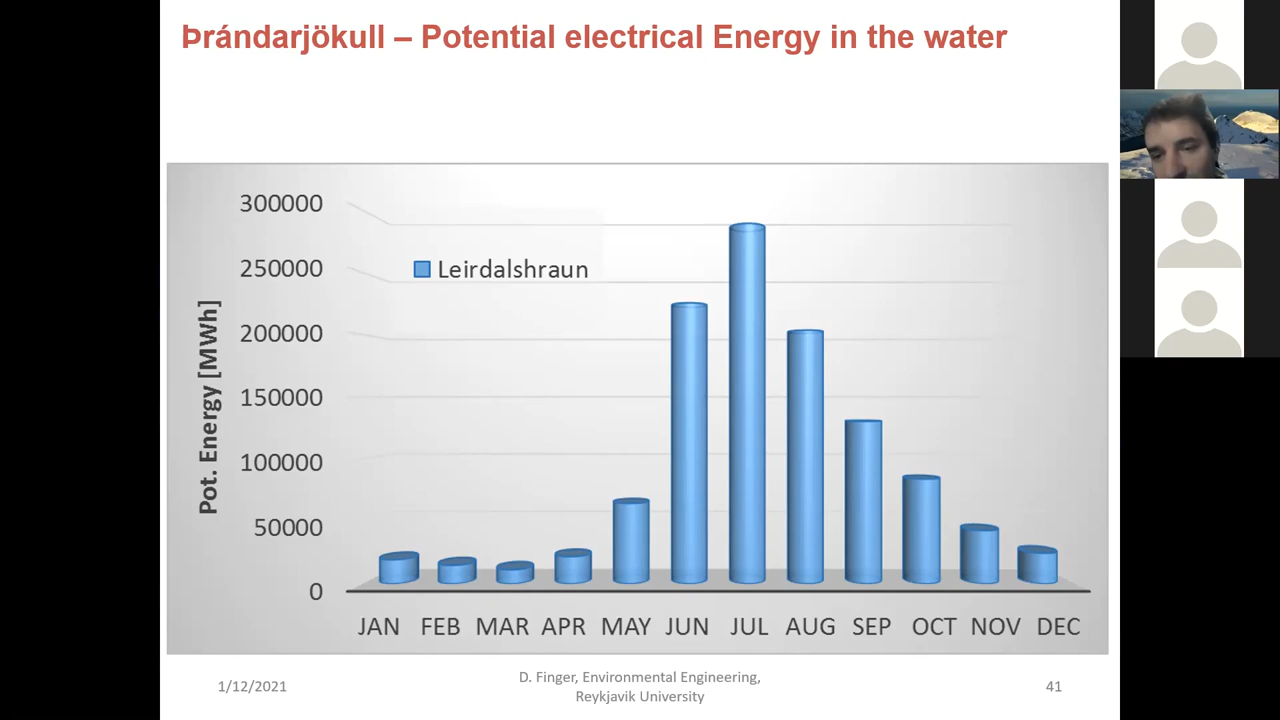 Þrándarjökull – Potential electrical Energy in the water
300000
250000
200000
150000
100000
50000
0
Pot. Energy [MWh]
Leirdalshraun
JAN FEB MAR APR MAY JUN JUL AUG SEP OCT NOV DEC
1/12/2021
D. Finger, Environmental Engineering,
Reykjavik University
41